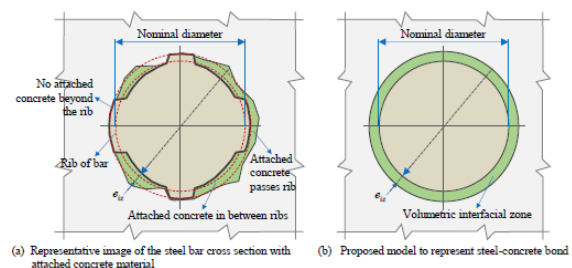 Nominal diameter
No attached
concrete beyond
the rib
Rib of bar
Attached
concrete
passes rib
Attached concrete in between ribs
(a) Representative image of the steel bar cross section with
attached concrete material
Nominal diameter
Volumetric interfacial zone
(b) Proposed model to represent steel-concrete bond